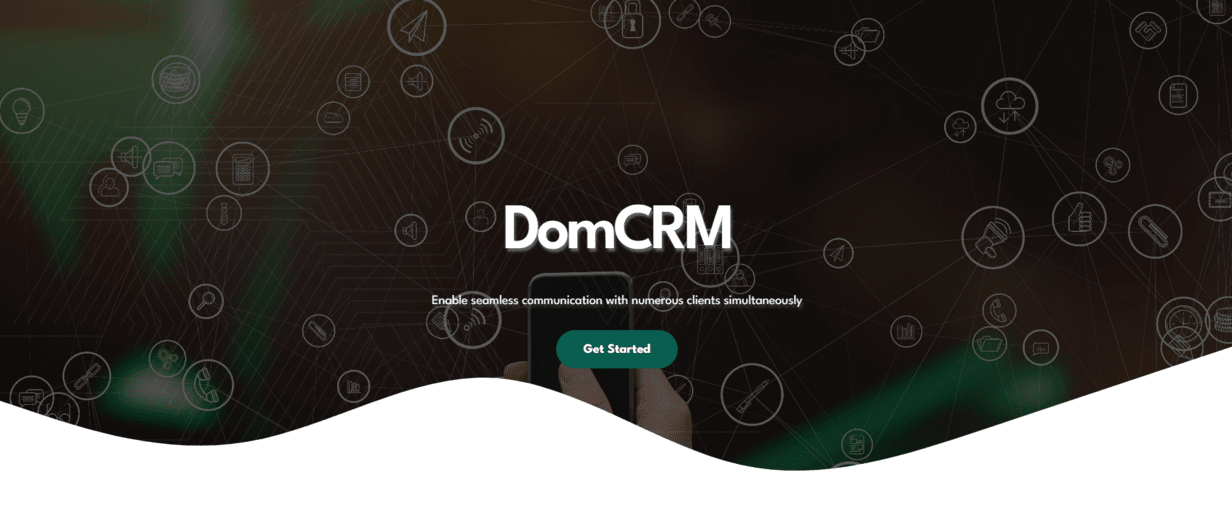 DomCRM
Enable seamless communication with numerous clients simultaneously
Get Started